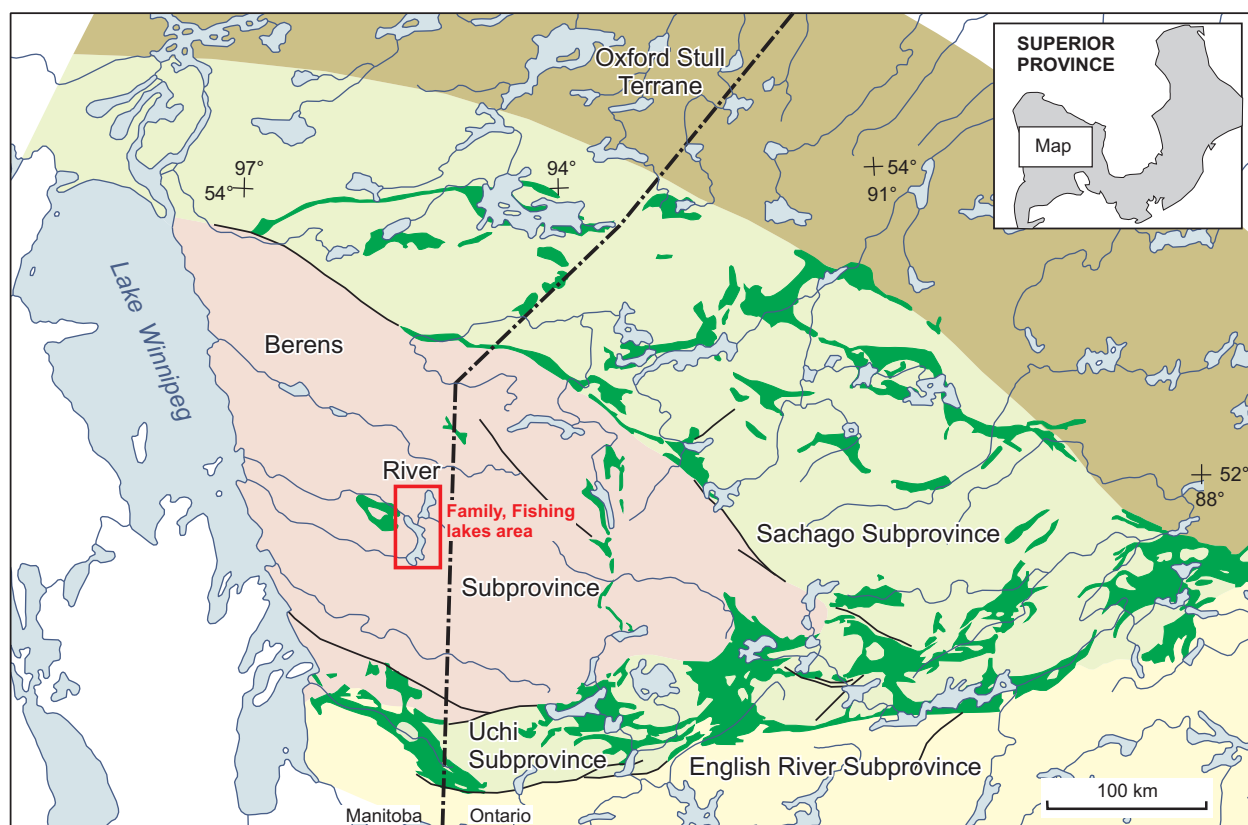 Oxford Stull
Terrane
SUPERIOR
PROVINCE
Map
97°
54°
94°
54°
91°
Lake Winnipeg
Berens
River
Family, Fishing
lakes area
52°
88°
Sachago Subprovince
Subprovince
Uchi
Subprovince
English River Subprovince
100 km
Manitoba
Ontario